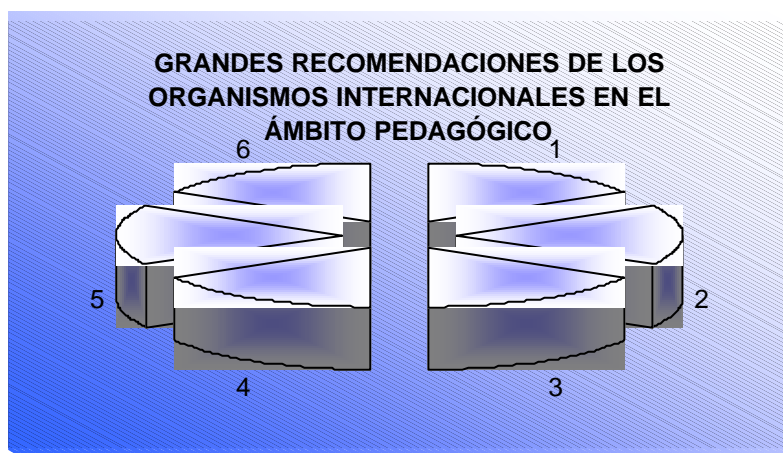 GRANDES RECOMENDACIONES DE LOS
ORGANISMOS INTERNACIONALES EN EL
ÁMBITO PEDAGÓGICO
6 1
5 2
4 3